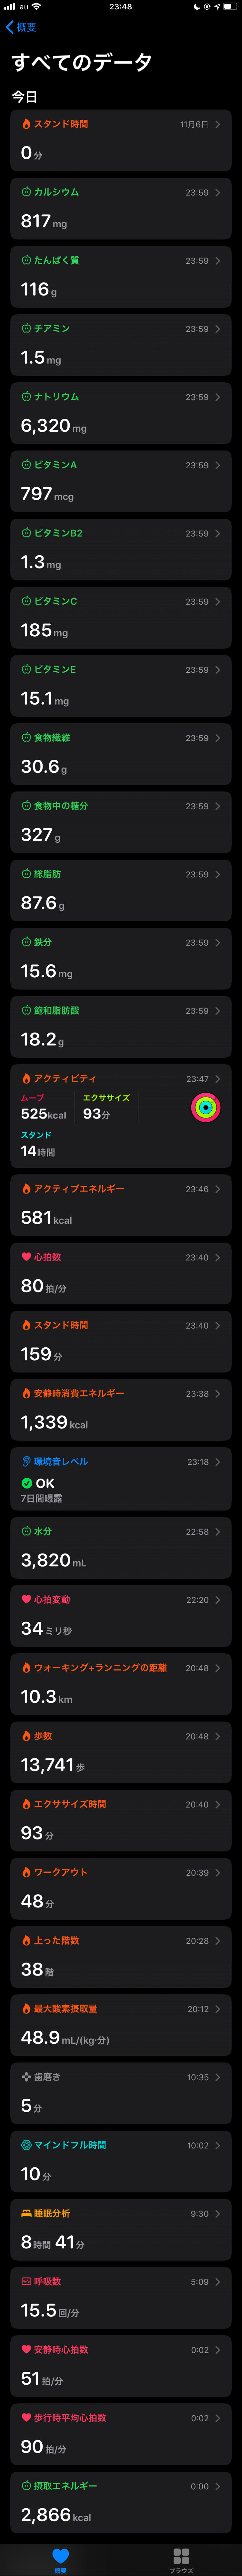 au 23:48
概要
すべてのデータ
今日
スタンド時間 11月6日
0分
カルシウム 23:59
817mg
たんぱく質 23:59
116g
チアミン 23:59
1.5mg
ナトリウム 23:59
6,320mg
ビタミンA 23:59
797mcg
ビタミンB2 23:59
1.3mg
ビタミンC 23:59
185mg
ビタミンE 23:59
15.1mg
食物繊維 23:59
30.6g
食物中の糖分 23:59
327g
総脂肪 23:59
87.6g
鉄分 23:59
15.6mg
飽和脂肪酸 23:59
18.2g
アクティビティ 23:47
ムーブ エクササイズ
525kcal 93分
スタンド
14時間
アクティブエネルギー 23:46
581kcal
心拍数 23:40
80拍/分
スタンド時間 23:40
159分
安静時消費エネルギー 23:38
1,339kcal
環境音レベル 23:18
OK
7日間曝露
水分 22:58
3,820mL
心拍変動 22:20
34ミリ秒
ウォーキング+ランニングの距離 20:48
10.3km
歩数 20:48
13,741歩
エクササイズ時間 20:40
93分
ワークアウト 20:39
48分
上った階数 20:28
38階
最大酸素摂取量 20:12
48.9mL/(kg·分)
歯磨き 10:35
5分
マインドフル時間 10:02
10分
睡眠分析 9:30
8時間 41分
呼吸数 5:09
15.5回/分
安静時心拍数 0:02
51拍/分
歩行時平均心拍数 0:02
90拍/分
摂取エネルギー 0:00
2,866kcal
概要 ブラウズ